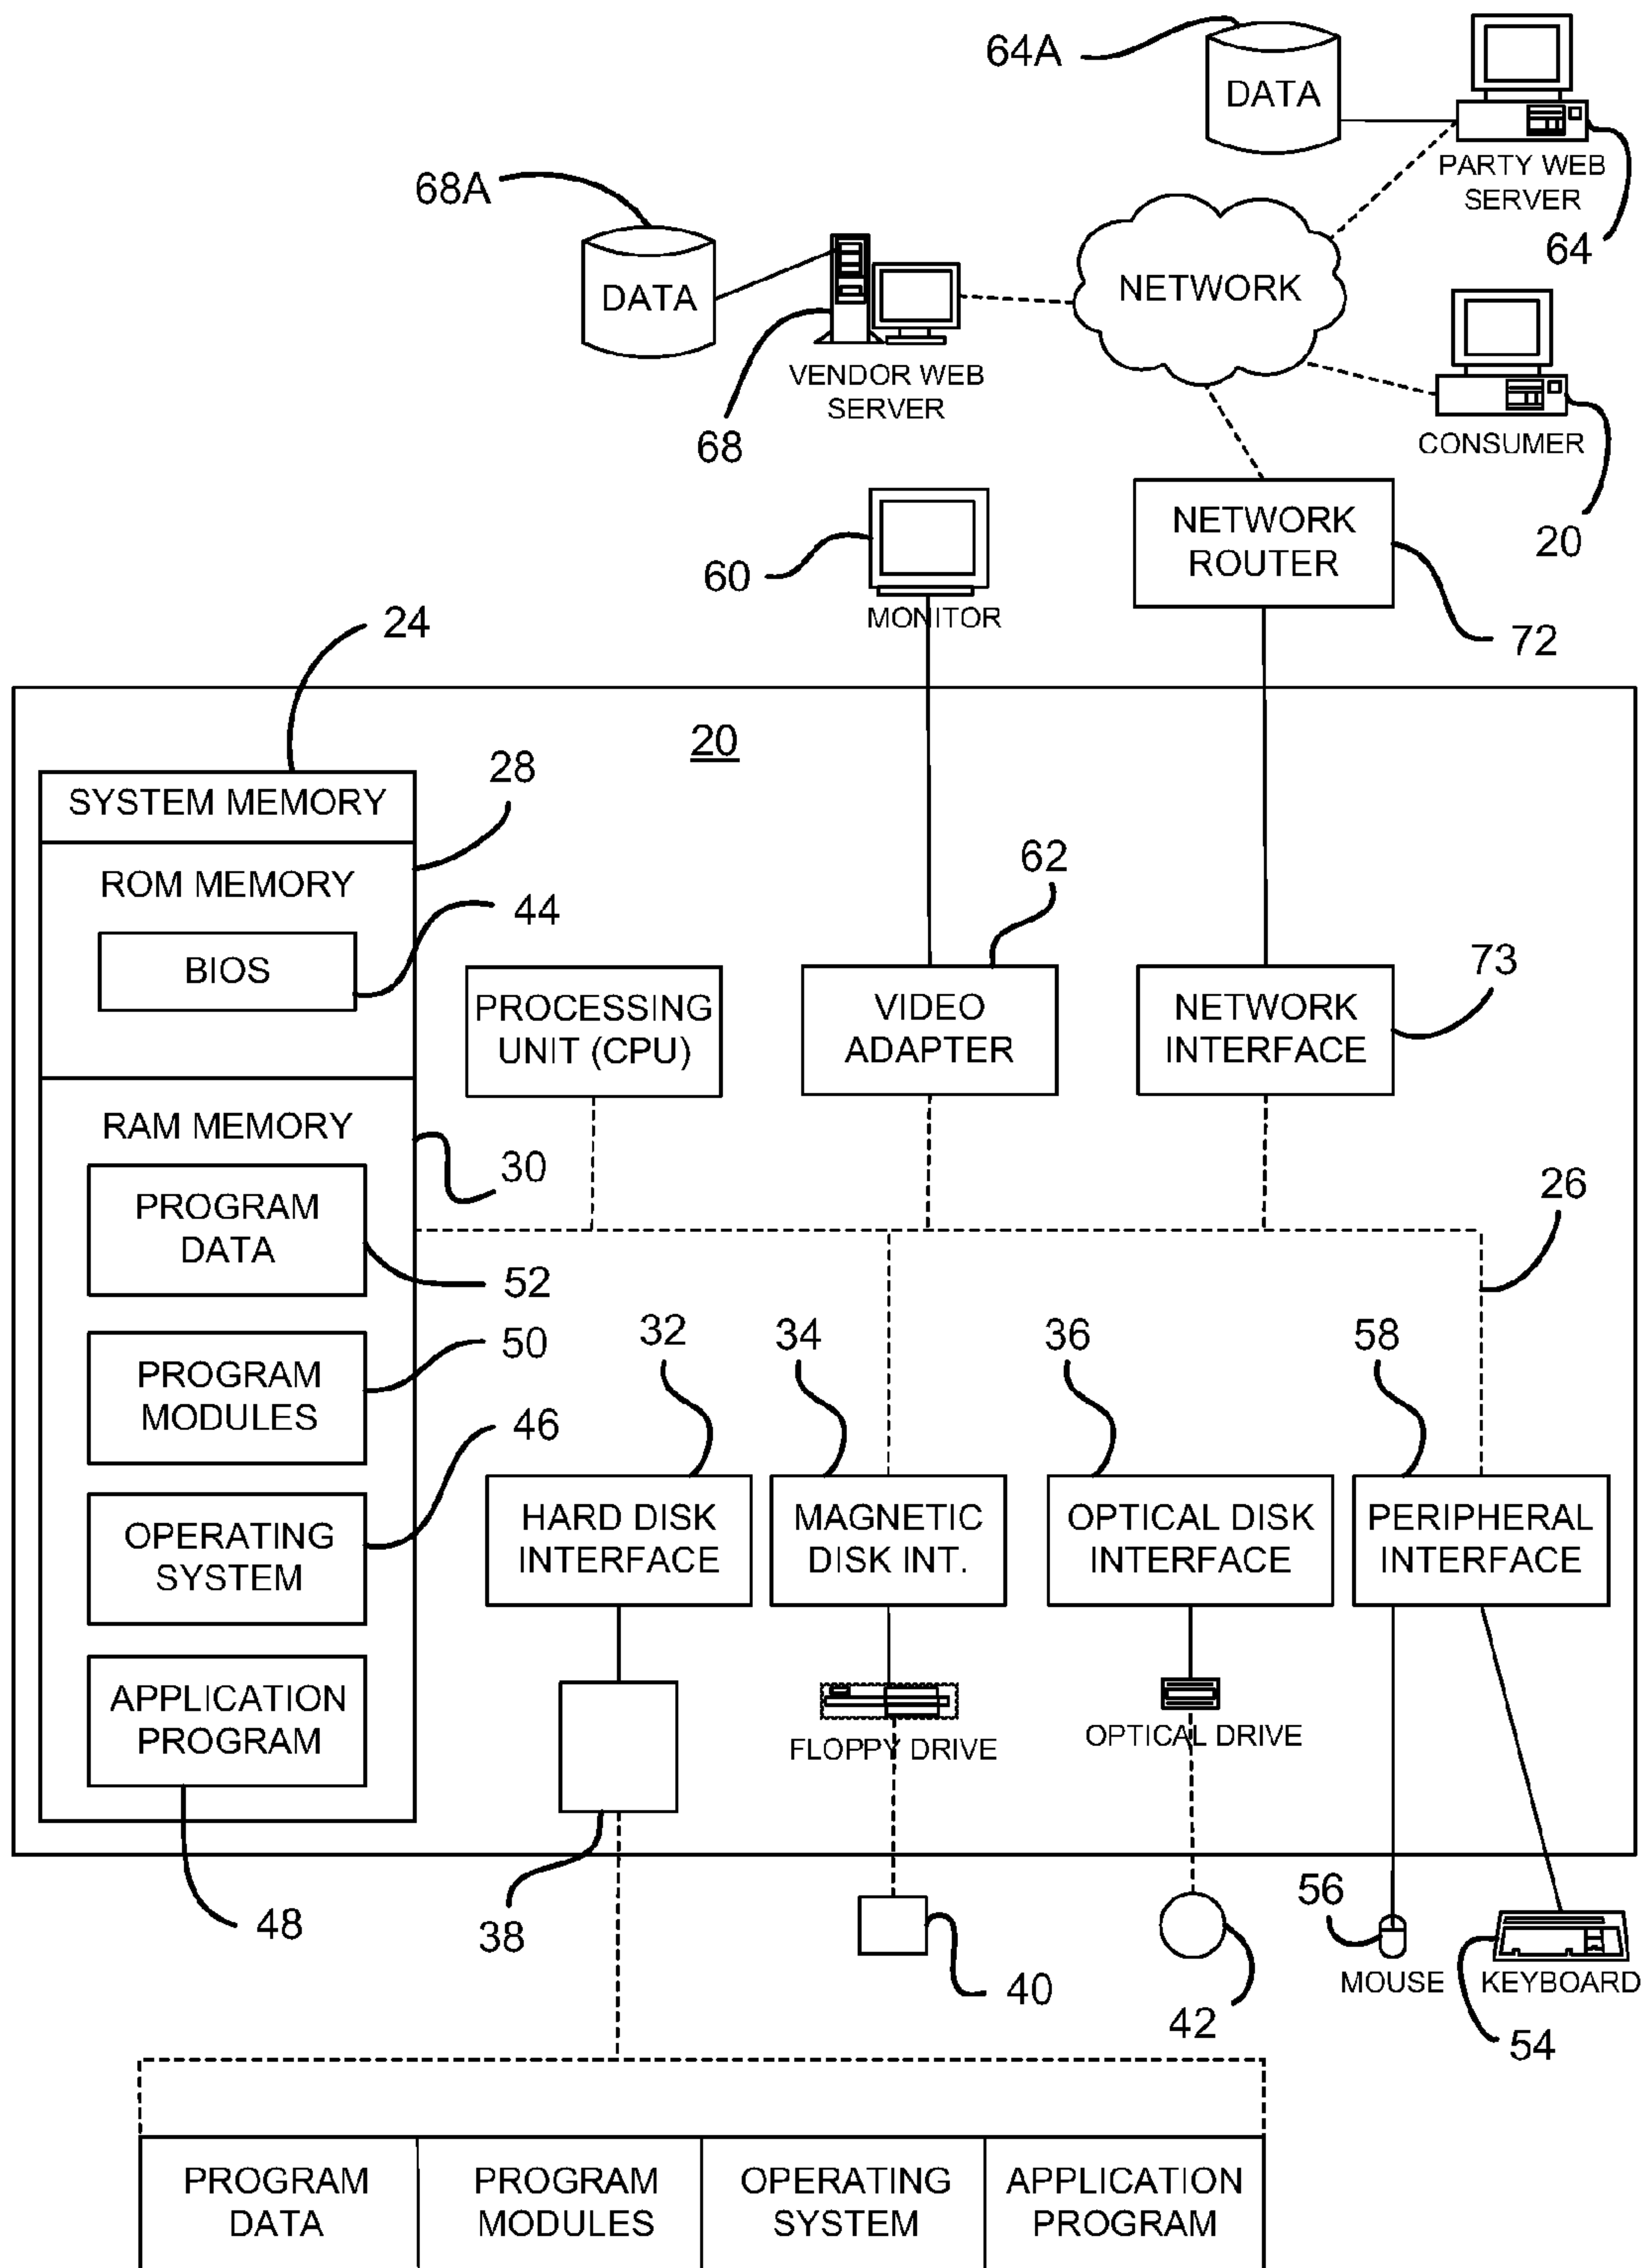 64A
DATA
PARTY WEB
SERVER
64
68A
DATA
68
VENDOR WEB
SERVER
NETWORK
CONSUMER
20
60
MONITOR
NETWORK
ROUTER
72
24
20
SYSTEM MEMORY
28
ROM MEMORY
44
BIOS
PROCESSING
UNIT (CPU)
62
VIDEO
ADAPTER
73
NETWORK
INTERFACE
RAM MEMORY
30
PROGRAM
DATA
52
26
PROGRAM
MODULES
50
OPERATING
SYSTEM
46
APPLICATION
PROGRAM
48
32
HARD DISK
INTERFACE
34
MAGNETIC
DISK INT.
36
OPTICAL DISK
INTERFACE
58
PERIPHERAL
INTERFACE
FLOPPY DRIVE
OPTICAL DRIVE
38
40
42
56
MOUSE
KEYBOARD
54
PROGRAM
DATA
PROGRAM
MODULES
OPERATING
SYSTEM
APPLICATION
PROGRAM